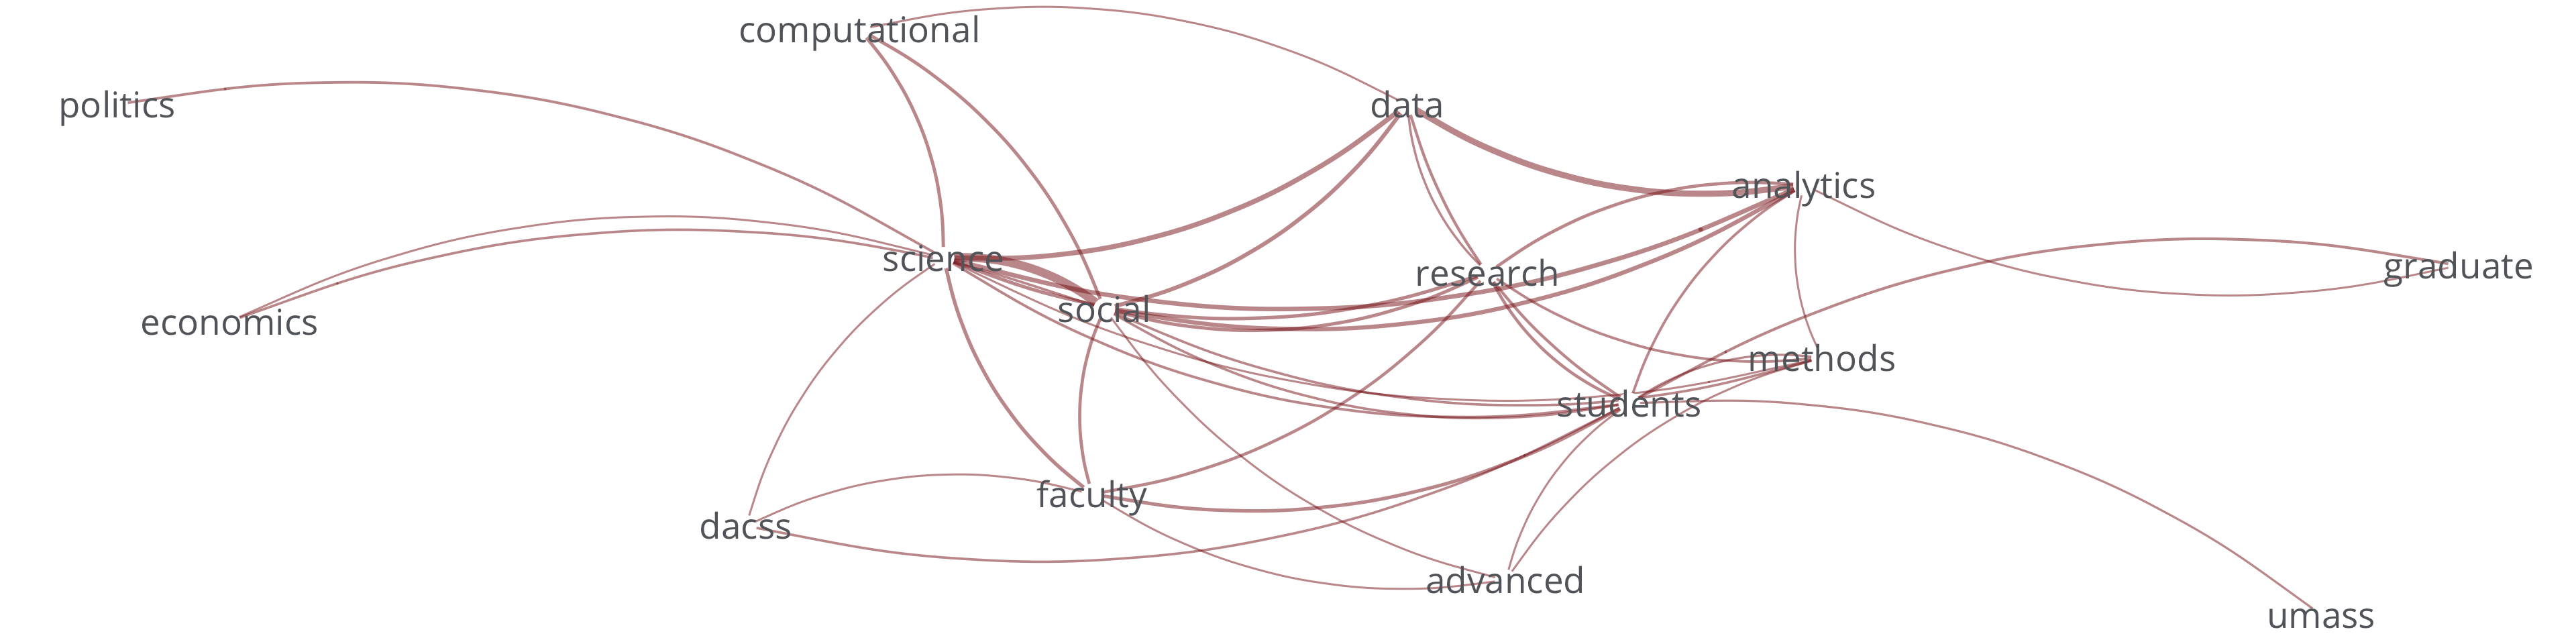 computational
politics
data
analytics
science
graduate
research
social
economics
methods
students
faculty
dacss
advanced
umass